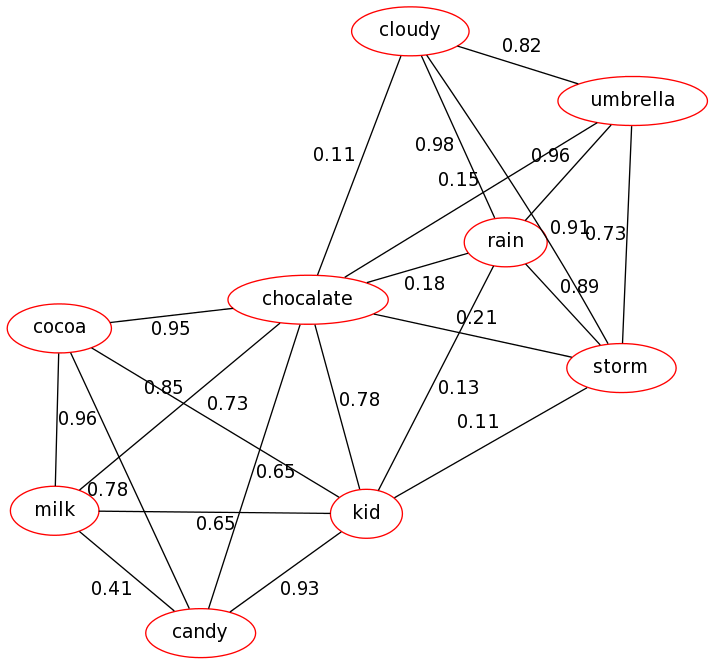 cloudy
0.82
umbrella
0.11
0.98
0.96
0.15
0.91
0.73
rain
0.18
0.89
chocalate
0.21
cocoa
0.95
storm
0.85
0.73
0.78
0.13
0.11
0.96
0.65
0.78
milk
kid
0.65
0.41
0.93
candy